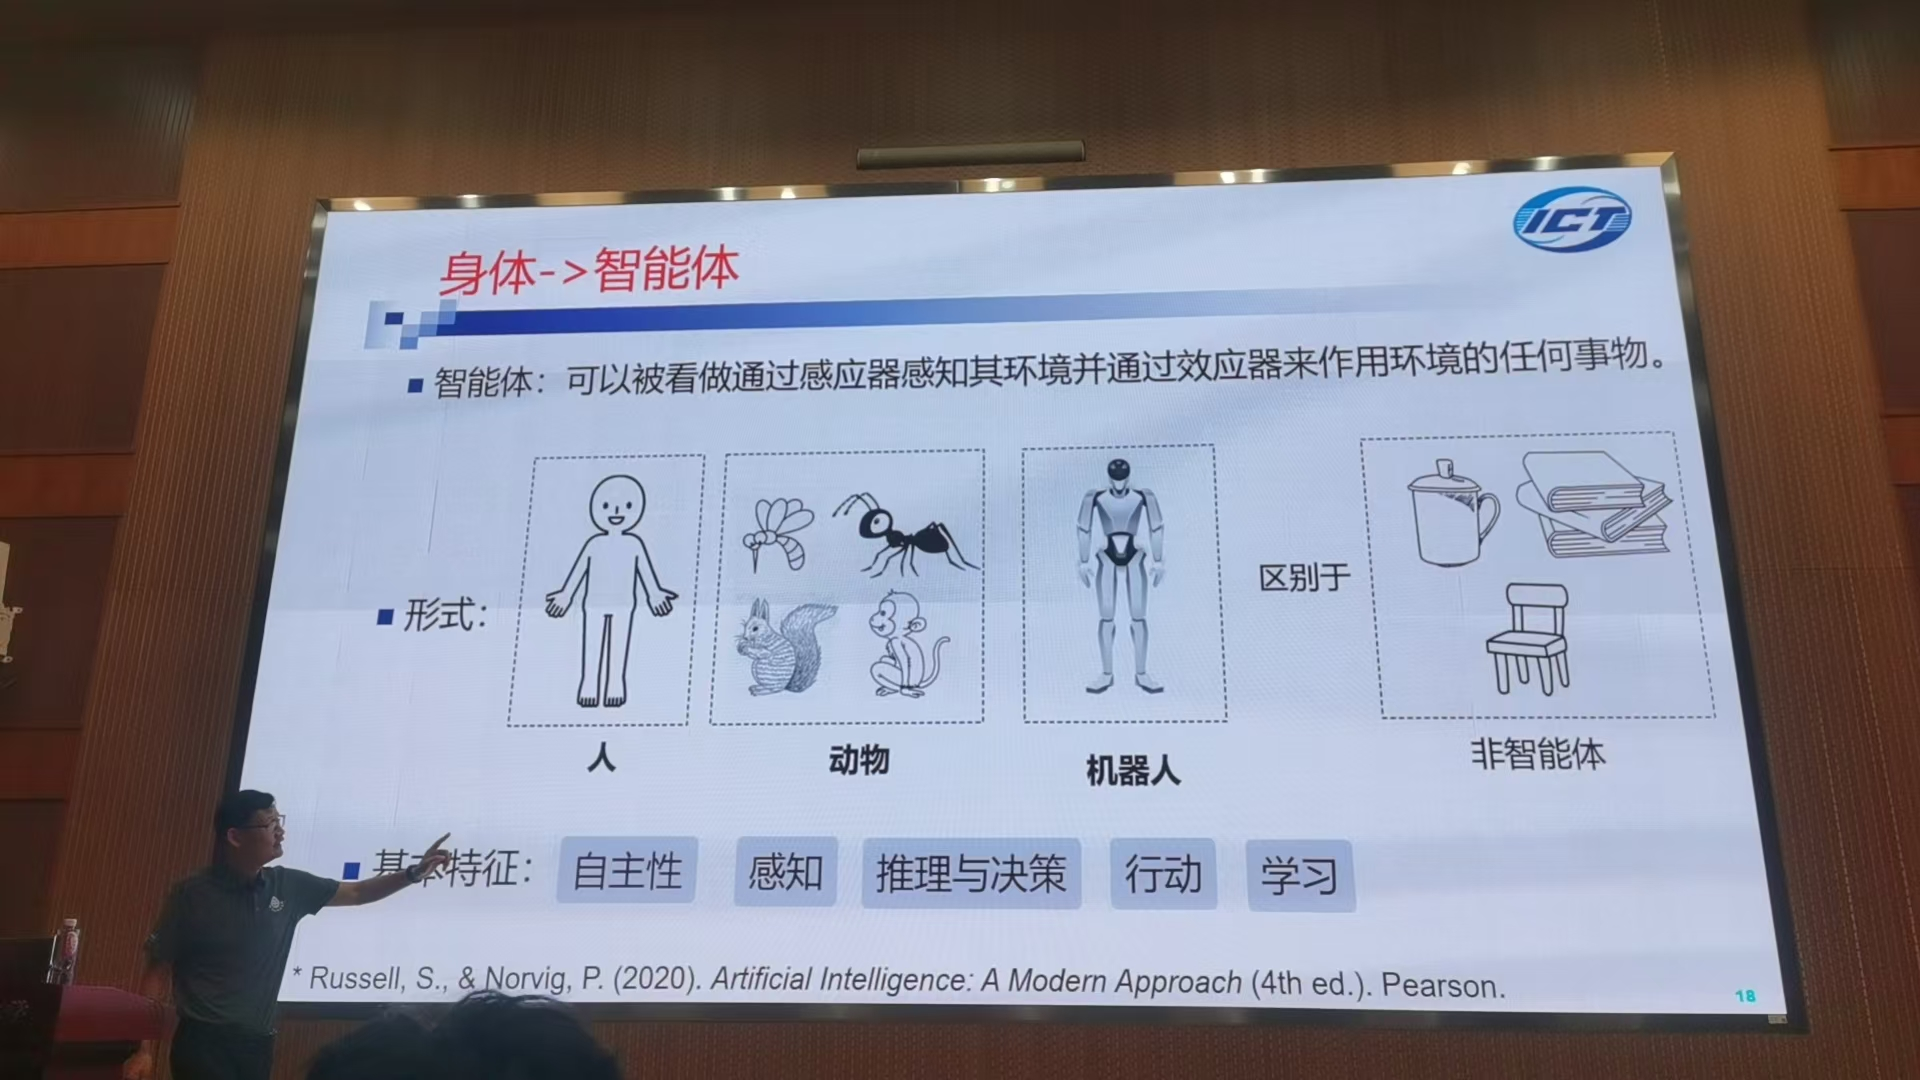 ICT
身体->智能体
智能体：可以被看做通过感应器感知其环境并通过效应器来作用环境的任何事物。
形式：
区别于
人
动物
机器人
非智能体
基本特征：
自主性
感知
推理与决策
行动
学习
* Russell, S., & Norvig, P. (2020). Artificial Intelligence: A Modern Approach (4th ed.). Pearson.
18